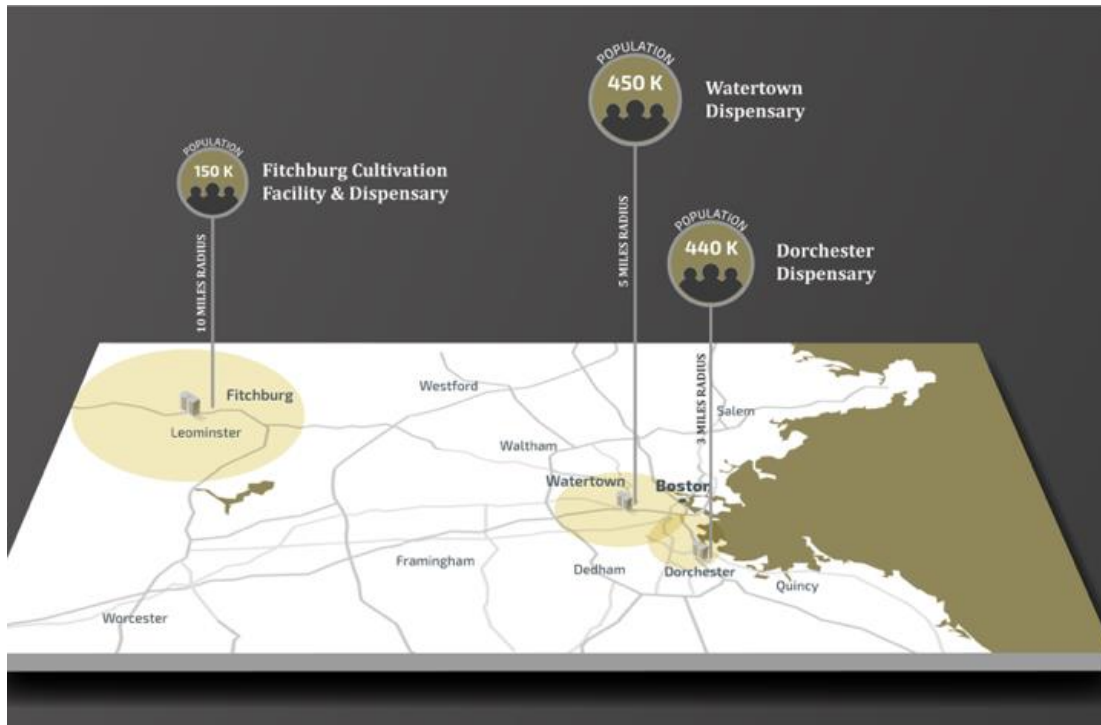 POPULATION
450 K
Watertown
Dispensary
POPULATION
150 K
Fitchburg Cultivation
Facility & Dispensary
POPULATION
440 K
Dorchester
Dispensary
10 MILES RADIUS
5 MILES RADIUS
3 MILES RADIUS
Fitchburg
Leominster
Westford
Salem
Waltham
Watertown
Bostor
Framingham
Dedham
Dorchester
Quincy
Worcester